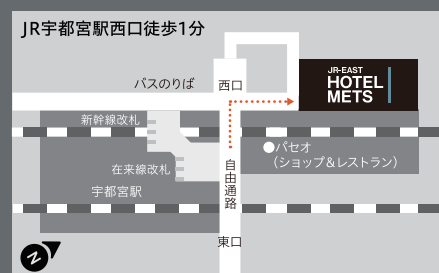 JR宇都宮駅西口徒歩1分
JR-EAST
HOTEL
METS
バスのりば
西口
新幹線改札
パセオ
（ショップ＆レストラン）
在来線改札
自由通路
宇都宮駅
東口
N